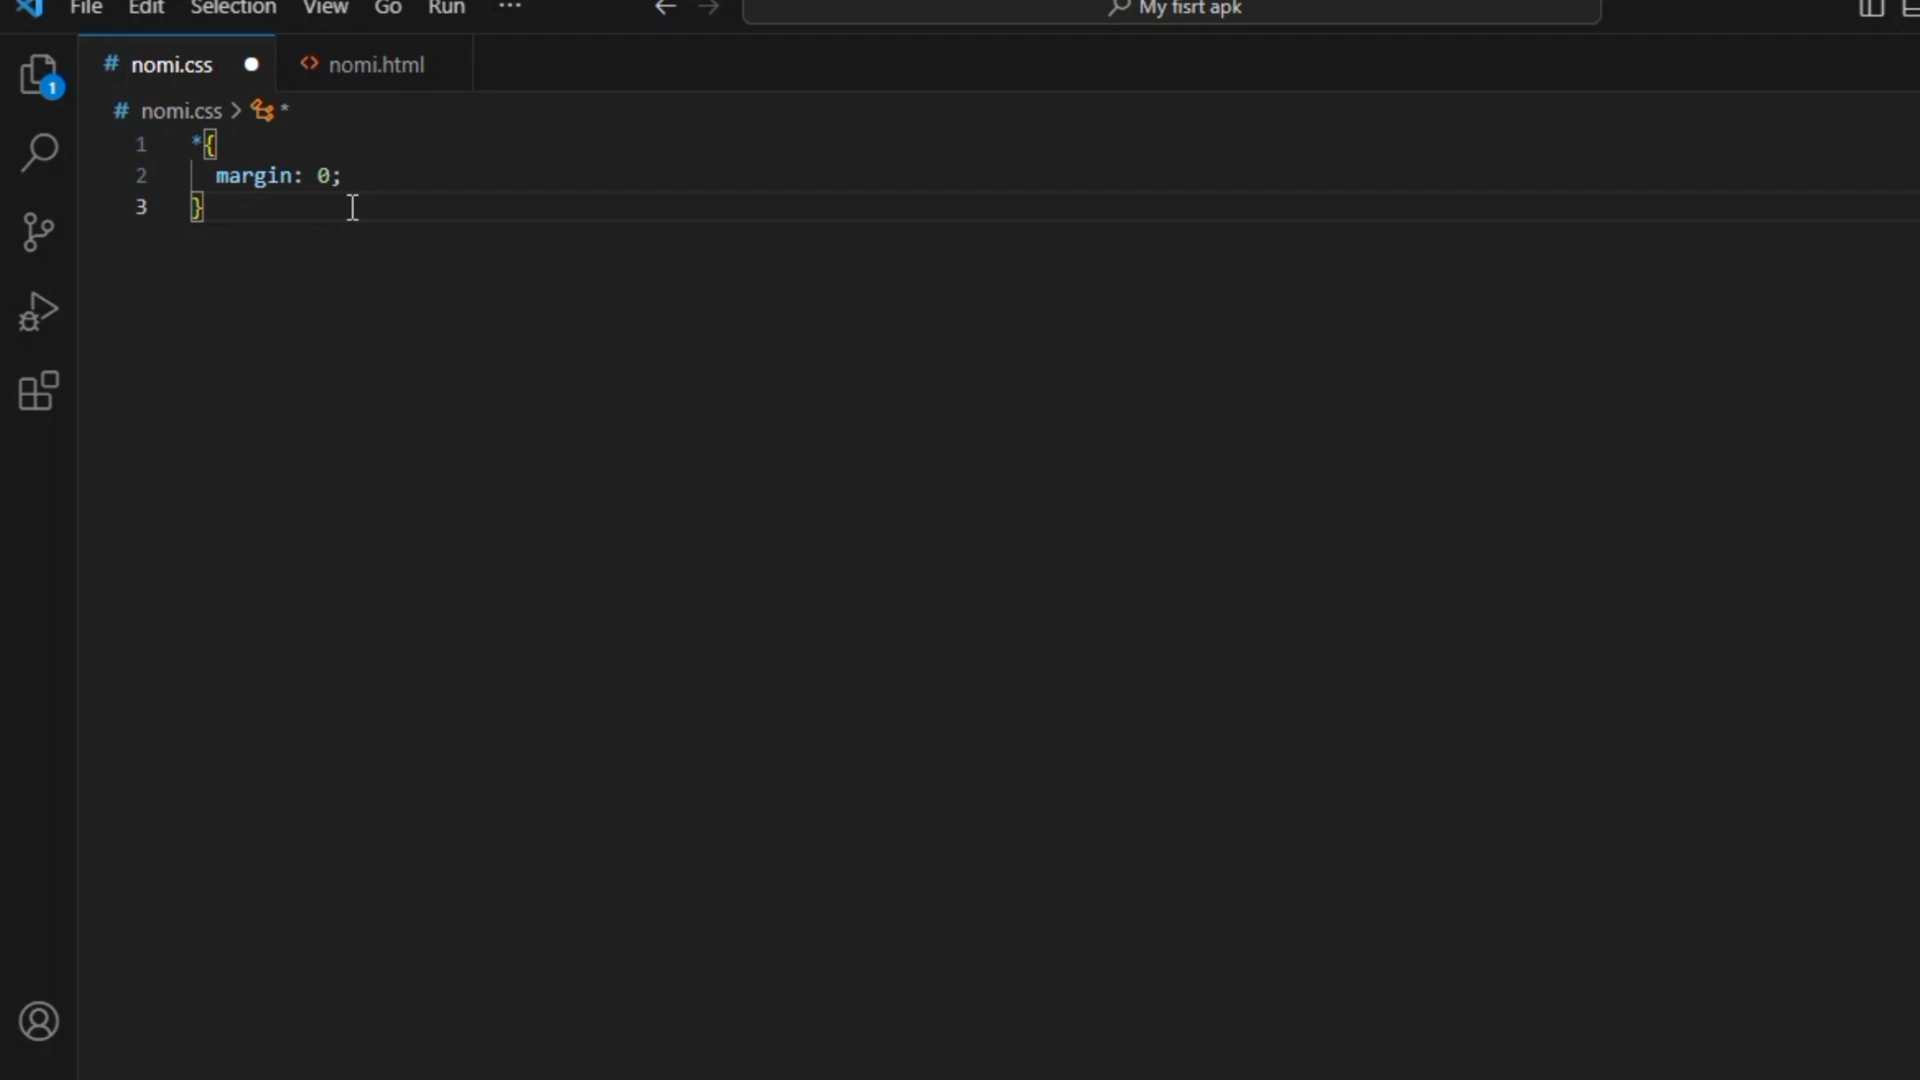 File Edit Selection View Go Run ···
My fisrt apk
# nomi.css ● <> nomi.html
1
# nomi.css > *
1 *{
2 margin: 0;
3 }